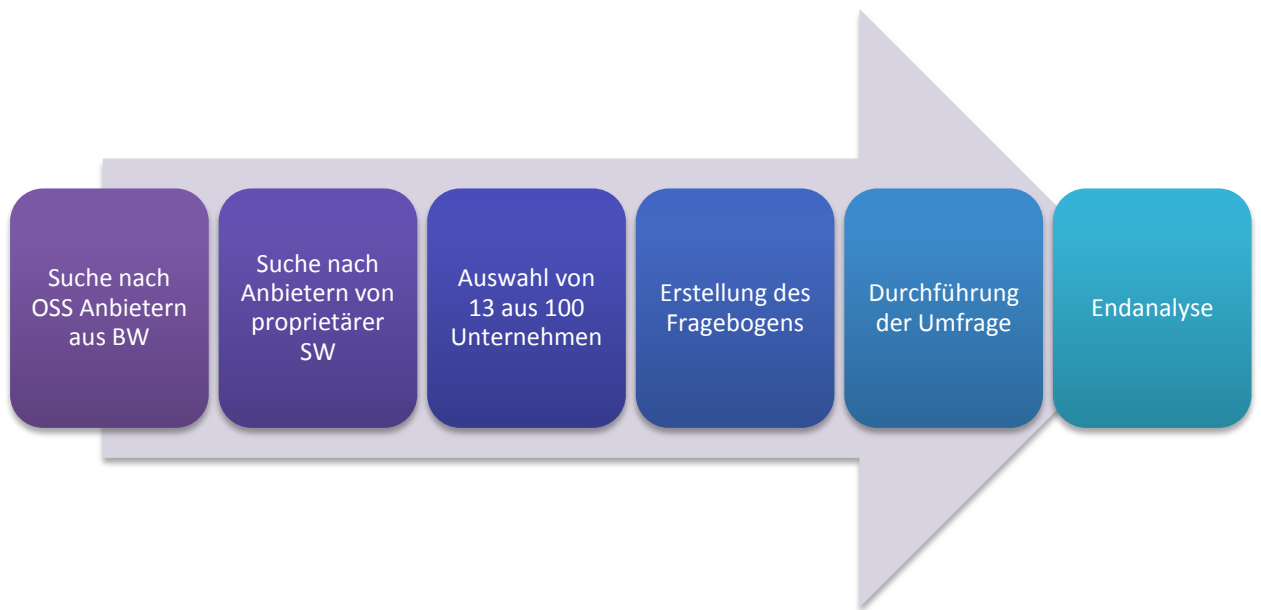 Suche nach
OSS Anbietern
aus BW
Suche nach
Anbietern von
proprietärer
SW
Auswahl von
13 aus 100
Unternehmen
Erstellung des
Fragebogens
Durchführung
der Umfrage
Endanalyse